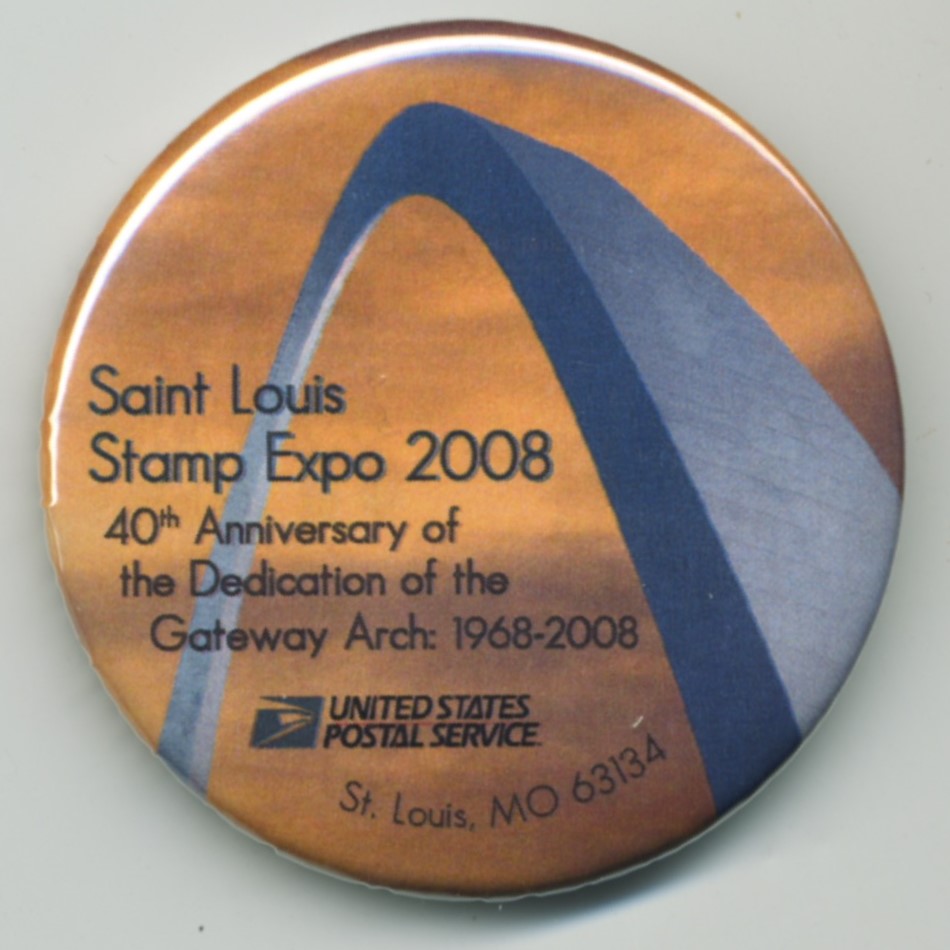 Saint Louis
Stamp Expo 2008
40th Anniversary of
the Dedication of the
Gateway Arch: 1968-2008
UNITED STATES
POSTAL SERVICE
St. Louis, MO 63134